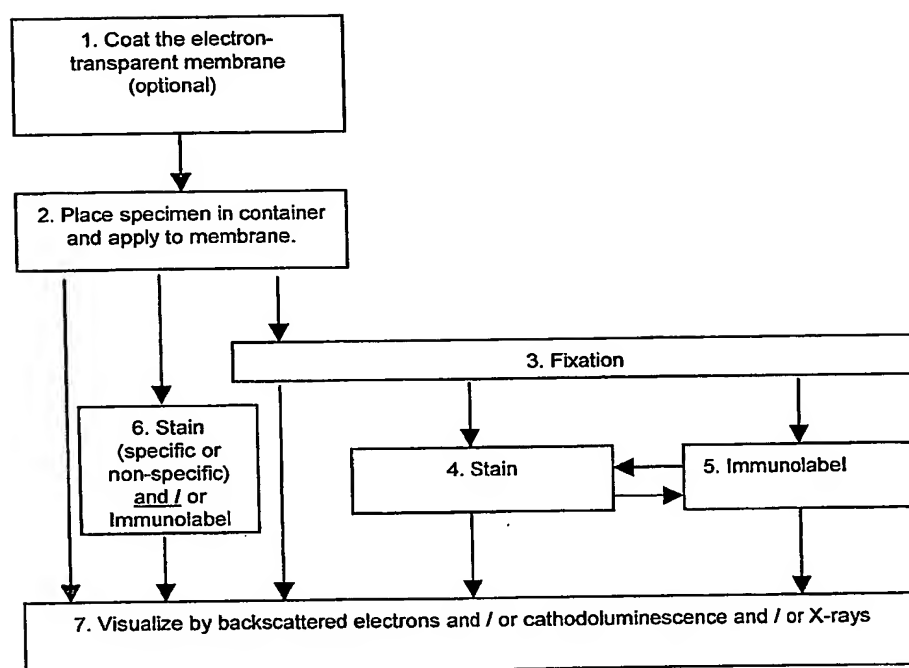 1. Coat the electron-
transparent membrane
(optional)
2. Place specimen in container
and apply to membrane.
3. Fixation
6. Stain
(specific or
non-specific)
and / or
Immunolabel
4. Stain
5. Immunolabel
7. Visualize by backscattered electrons and / or cathodoluminescence and / or X-rays